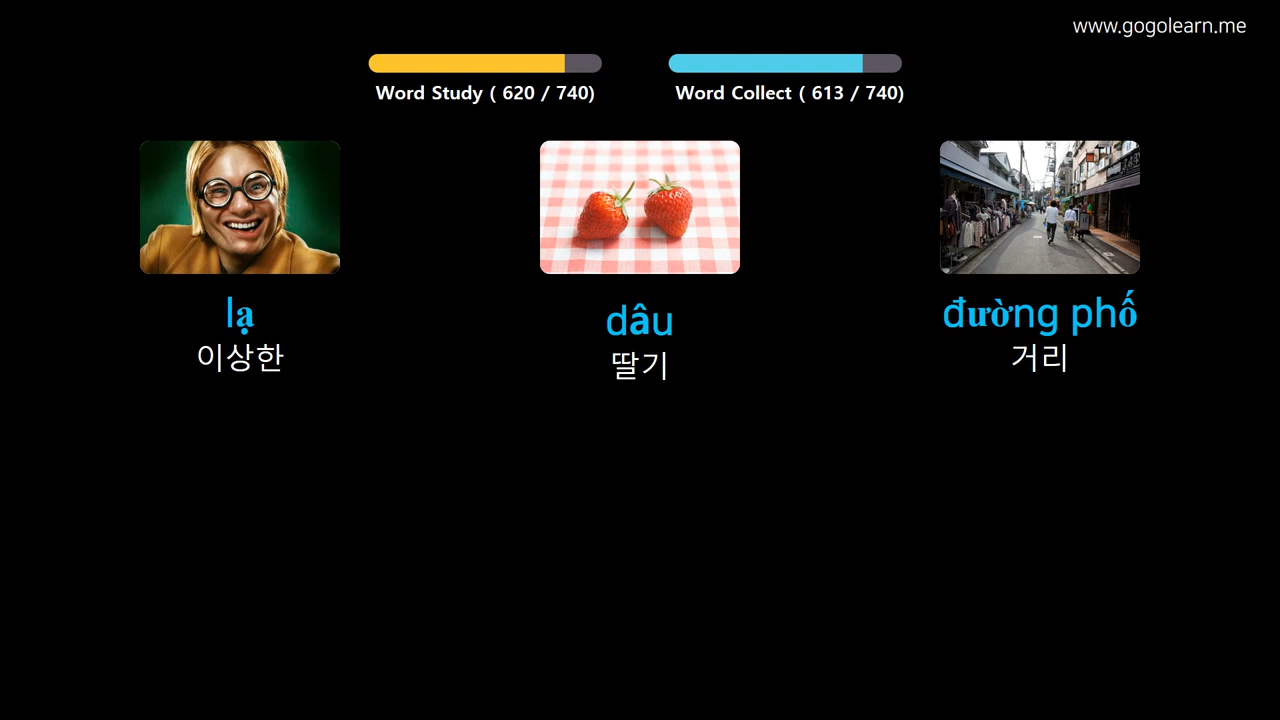 www.gogolearn.me
Word Study ( 620 / 740)
Word Collect ( 613 / 740)
lạ
이상한
dâu
딸기
đường phố
거리